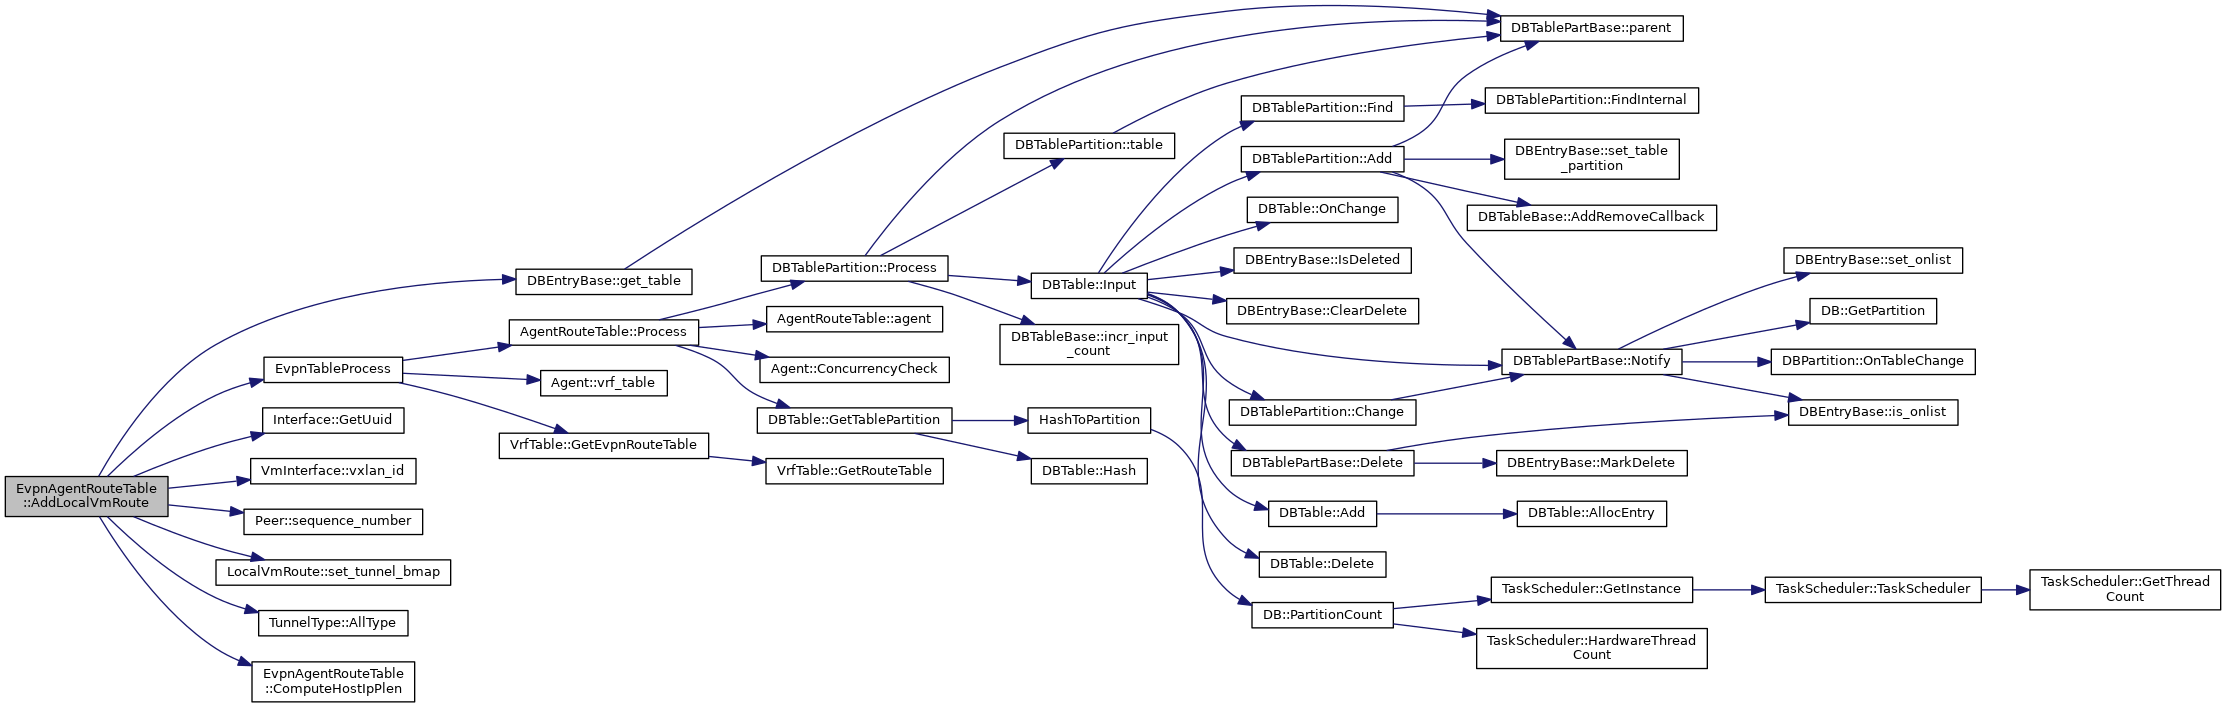 EvpnAgentRouteTable
::AddLocalVmRoute
DBEntryBase::get_table
EvpnTableProcess
Interface::GetUuid
VmInterface::vxlan_id
Peer::sequence_number
LocalVmRoute::set_tunnel_bmap
TunnelType::AllType
EvpnAgentRouteTable
::ComputeHostIpPlen
AgentRouteTable::Process
Agent::vrf_table
VrfTable::GetEvpnRouteTable
DBTablePartition::Process
AgentRouteTable::agent
Agent::ConcurrencyCheck
DBTable::GetTablePartition
VrfTable::GetRouteTable
DBTablePartition::table
DBTable::Input
DBTableBase::incr_input
_count
HashToPartition
DBTable::Hash
DBTablePartition::Find
DBTablePartition::Add
DBTable::OnChange
DBEntryBase::IsDeleted
DBEntryBase::ClearDelete
DBTablePartition::Change
DBTablePartBase::Delete
DBTable::Add
DBTable::Delete
DB::PartitionCount
DBTablePartBase::parent
DBTablePartition::FindInternal
DBEntryBase::set_table
_partition
DBTableBase::AddRemoveCallback
DBTablePartBase::Notify
DBEntryBase::MarkDelete
DBTable::AllocEntry
TaskScheduler::GetInstance
TaskScheduler::HardwareThread
Count
DBEntryBase::set_onlist
DB::GetPartition
DBPartition::OnTableChange
DBEntryBase::is_onlist
TaskScheduler::TaskScheduler
TaskScheduler::GetThread
Count